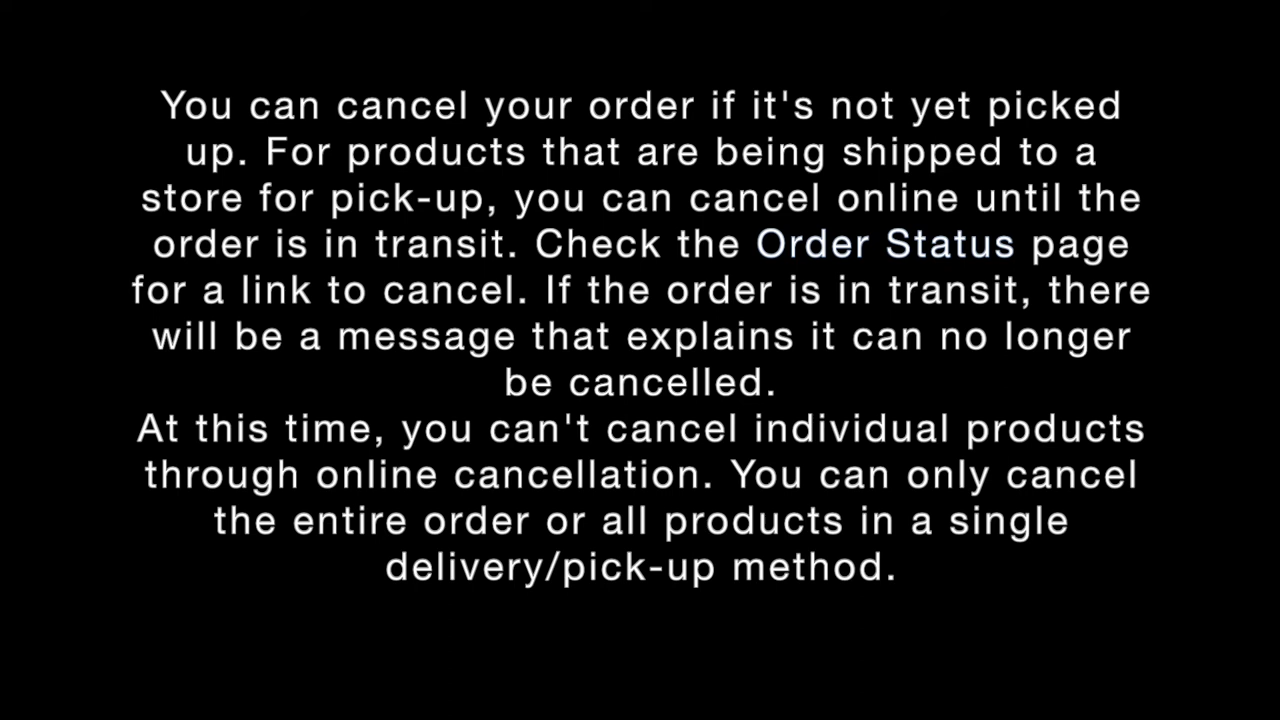 You can cancel your order if it's not yet picked
up. For products that are being shipped to a
store for pick-up, you can cancel online until the
order is in transit. Check the Order Status page
for a link to cancel. If the order is in transit, there
will be a message that explains it can no longer
be cancelled.
At this time, you can't cancel individual products
through online cancellation. You can only cancel
the entire order or all products in a single
delivery/pick-up method.